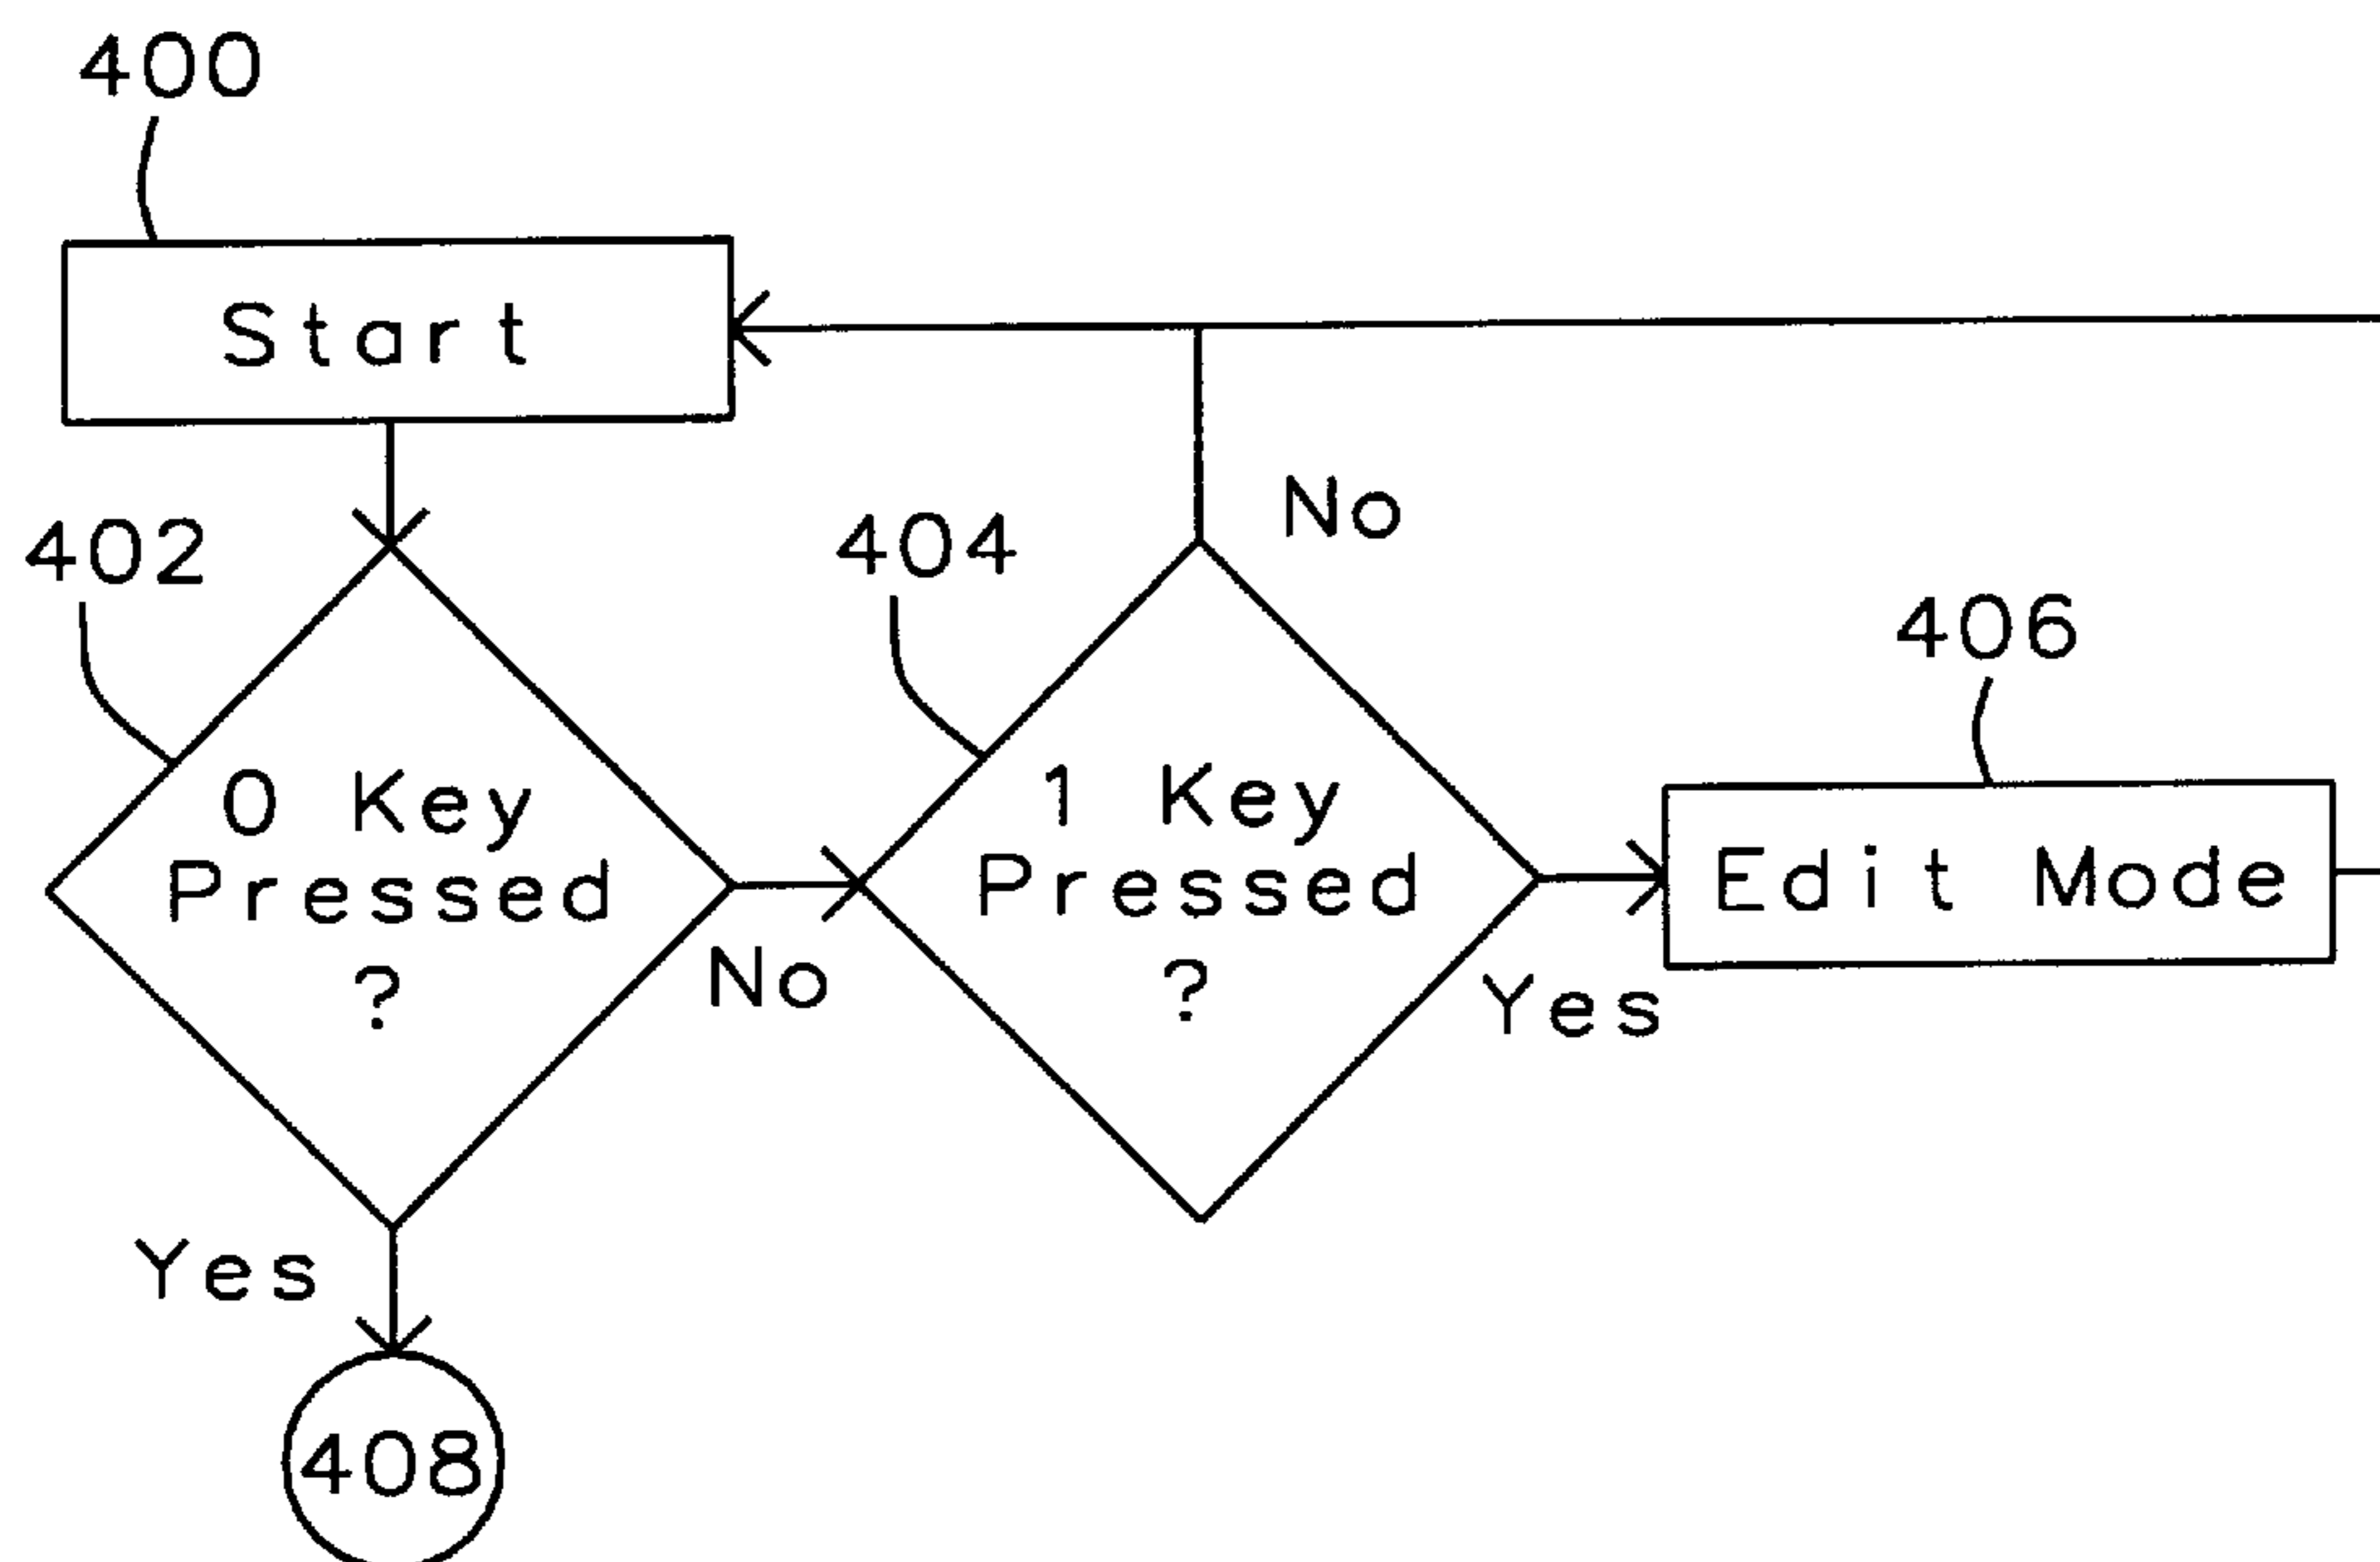 400
Start
402
404
No
406
0 Key
Pressed
?
No
1 Key
Pressed
?
Yes
Edit Mode
Yes
408